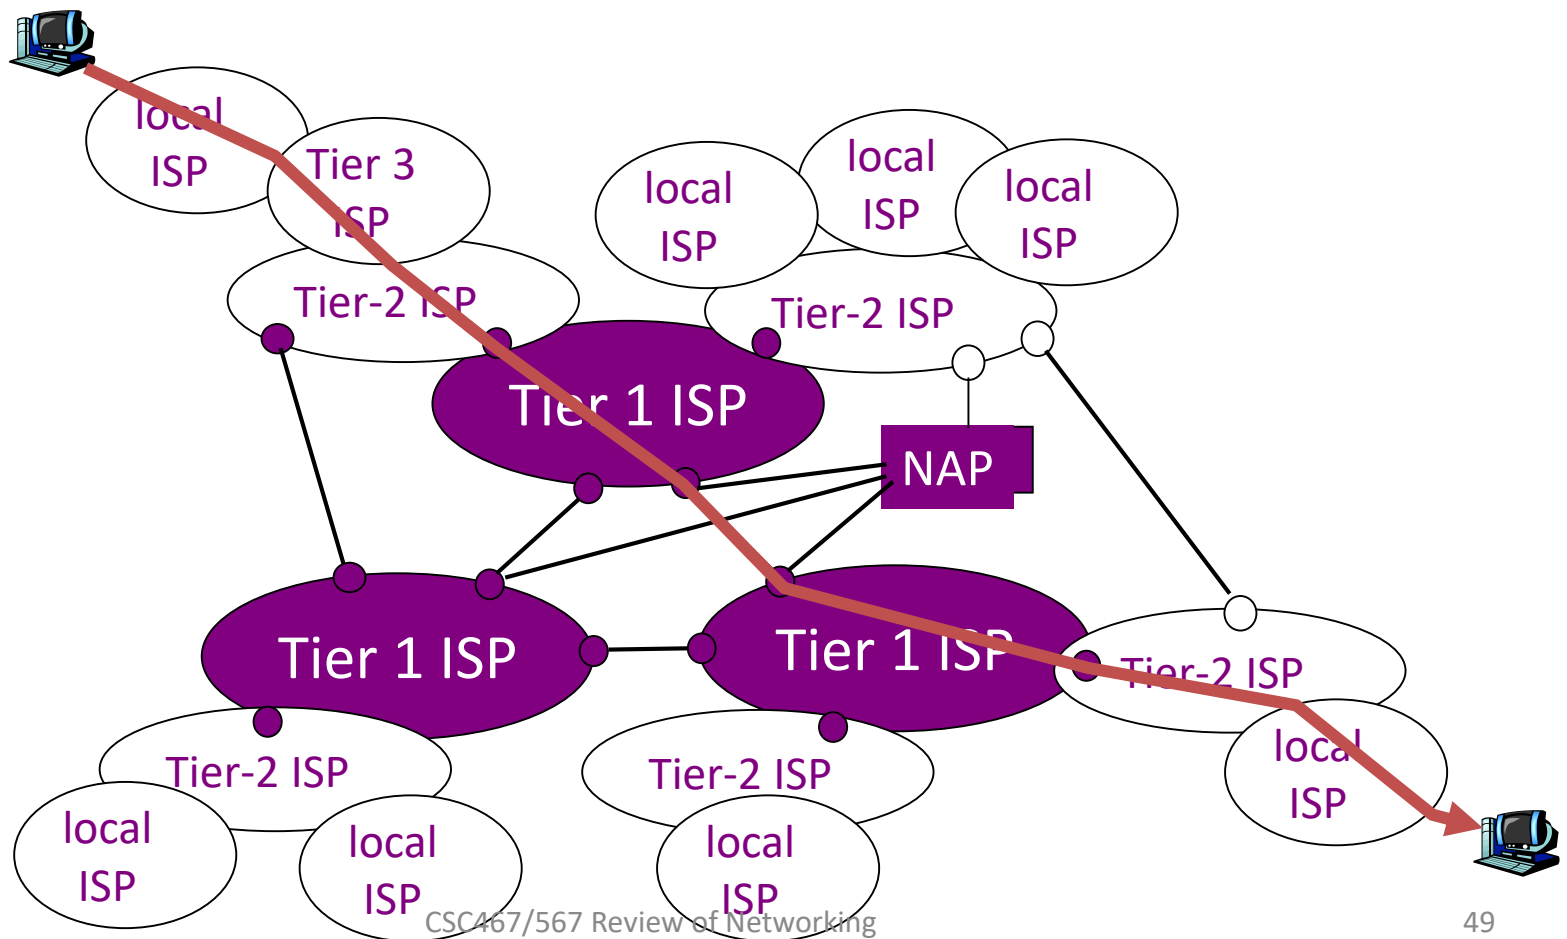 local
ISP
Tier 3
ISP
local
ISP
local
ISP
local
ISP
Tier-2 ISP
Tier-2 ISP
Tier 1 ISP
NAP
Tier 1 ISP
Tier 1 ISP
Tier-2 ISP
local
ISP
Tier-2 ISP
Tier-2 ISP
local
ISP
local
ISP
local
ISP
CSC467/567 Review of Networking
49